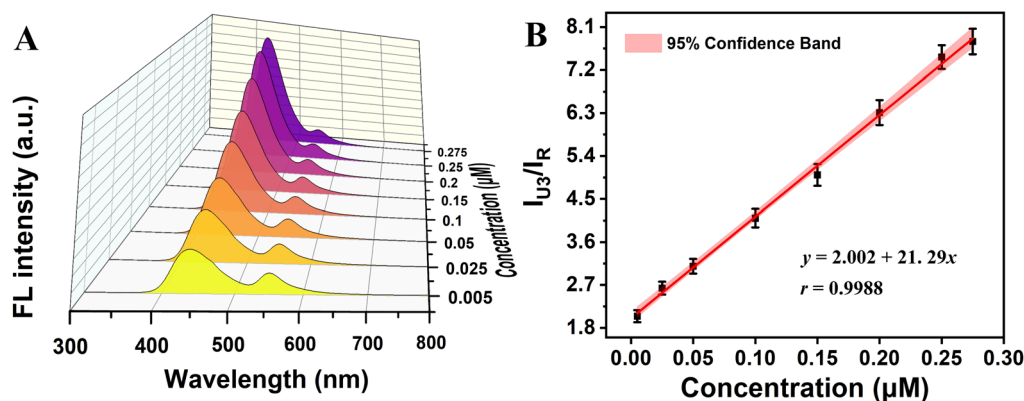 A
FL intensity (a.u.)
300
400
500
600
700
800
Wavelength (nm)
0.275
0.25
0.2
0.15
0.1
0.05
0.025
0.005
Concentration (μM)
B
95% Confidence Band
I_U3/I_R
8.1
7.2
6.3
5.4
4.5
3.6
2.7
1.8
y = 2.002 + 21.29x
r = 0.9988
0.00
0.05
0.10
0.15
0.20
0.25
0.30
Concentration (μM)